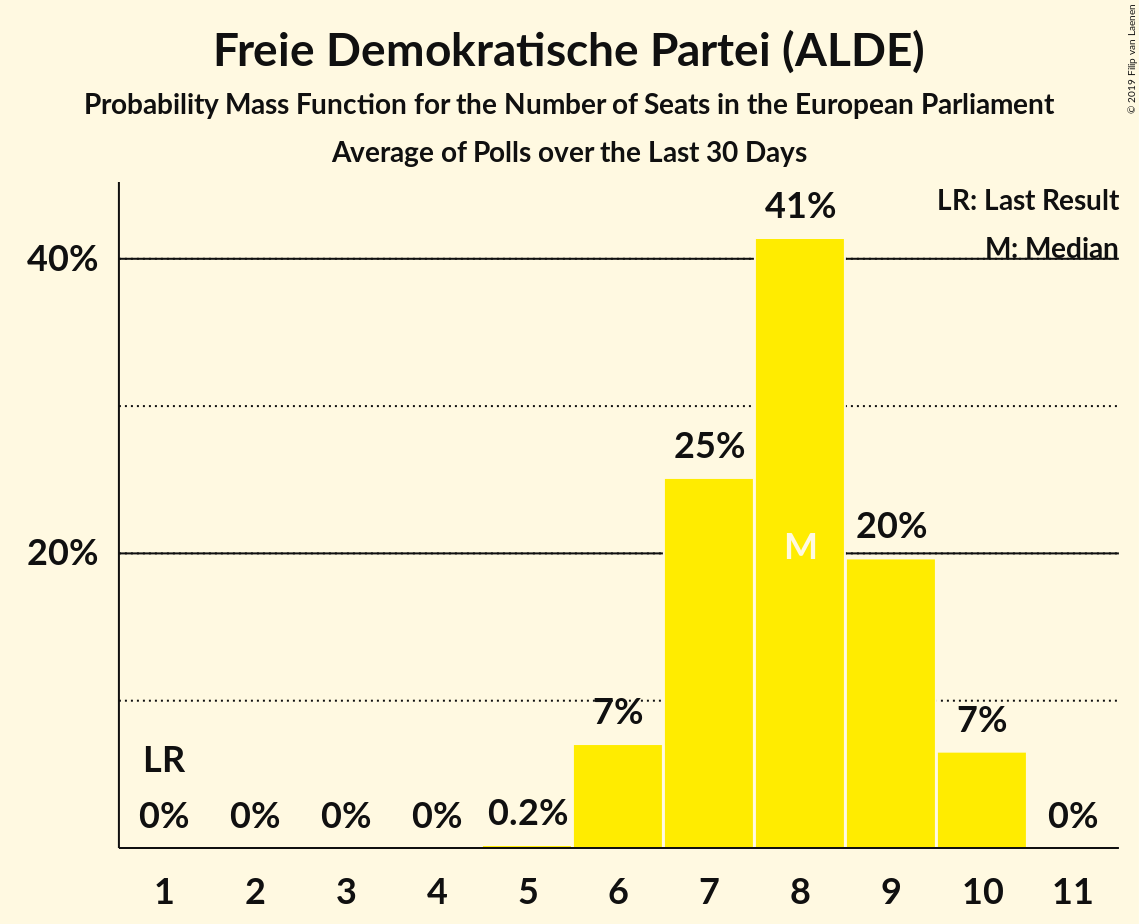 Freie Demokratische Partei (ALDE)
Probability Mass Function for the Number of Seats in the European Parliament
Average of Polls over the Last 30 Days
© 2019 Filip van Laenen
LR: Last Result
M: Median
40%
20%
41%
25%
20%
7%
7%
0.2%
0%
0%
0%
0%
0%
LR
M
1 2 3 4 5 6 7 8 9 10 11